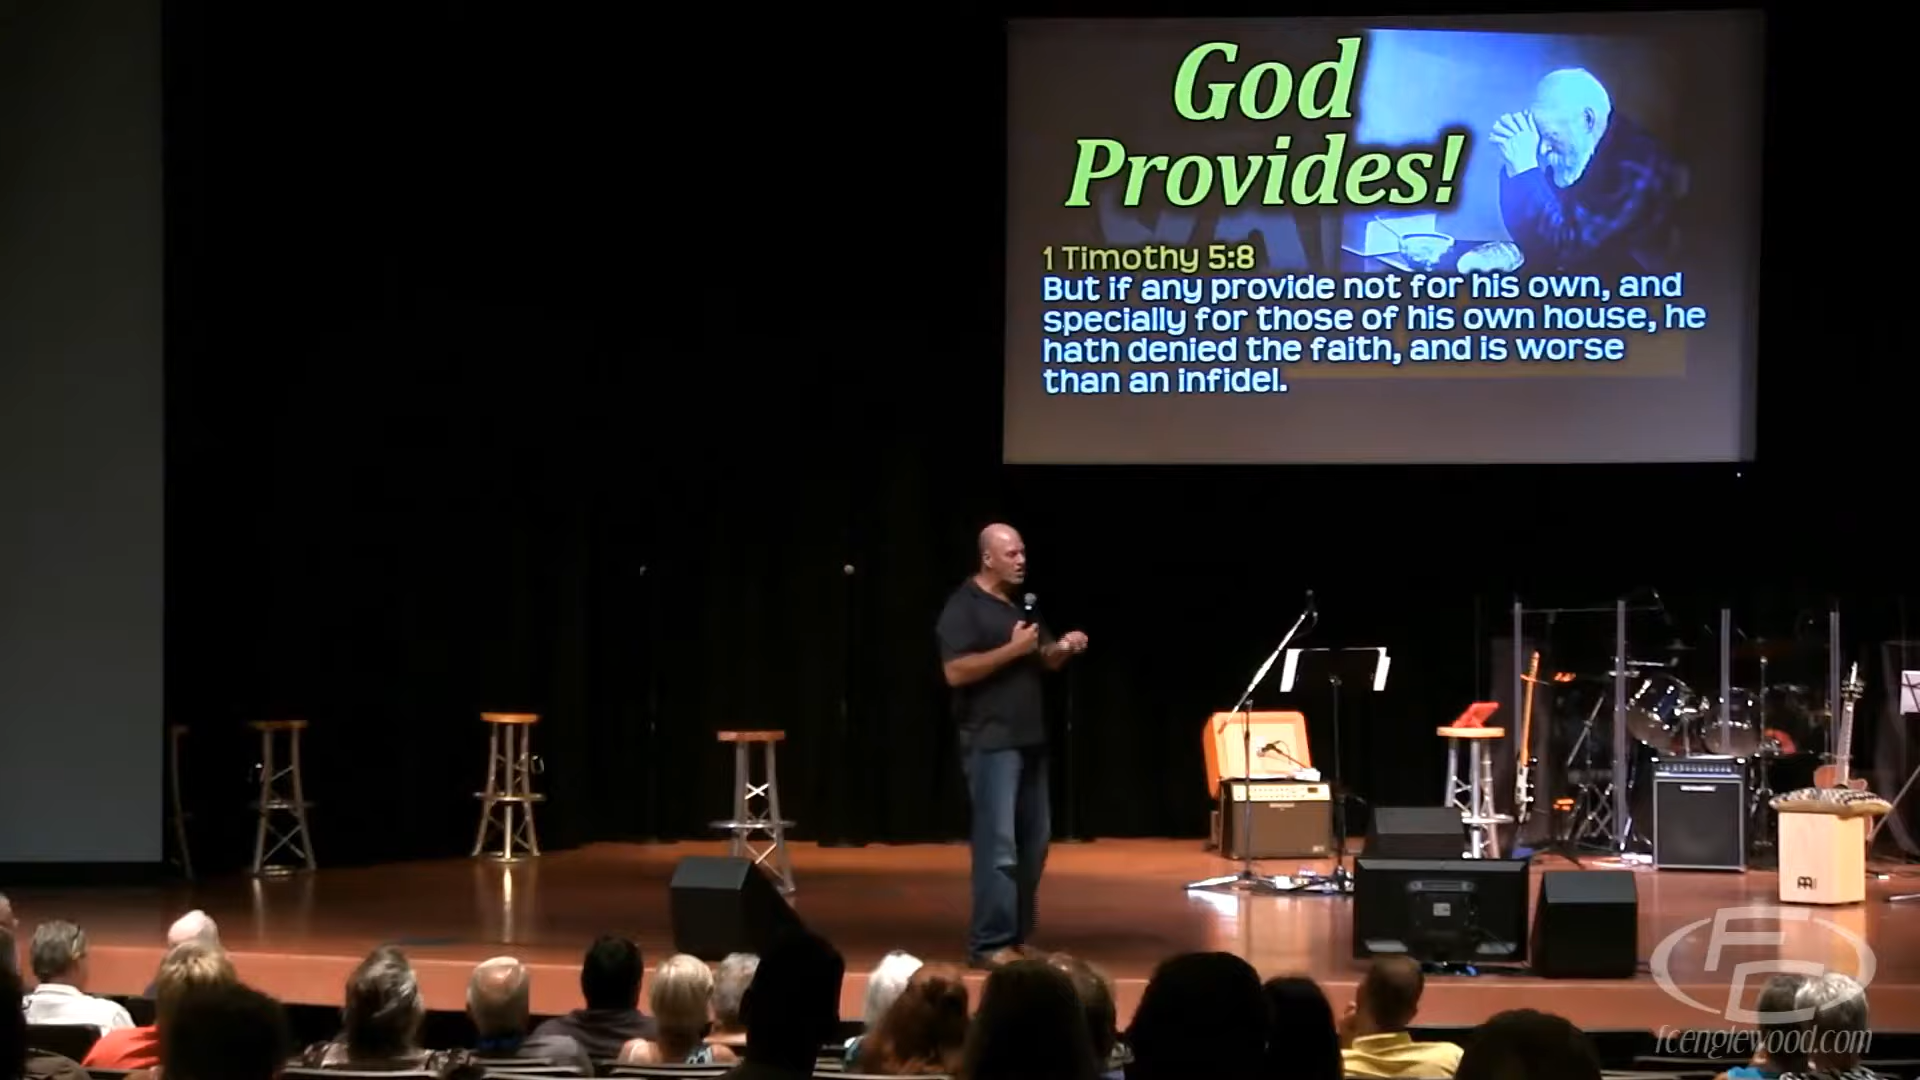 God
Provides!
1 Timothy 5:8
But if any provide not for his own, and
specially for those of his own house, he
hath denied the faith, and is worse
than an infidel.
FC
fcenglewood.com